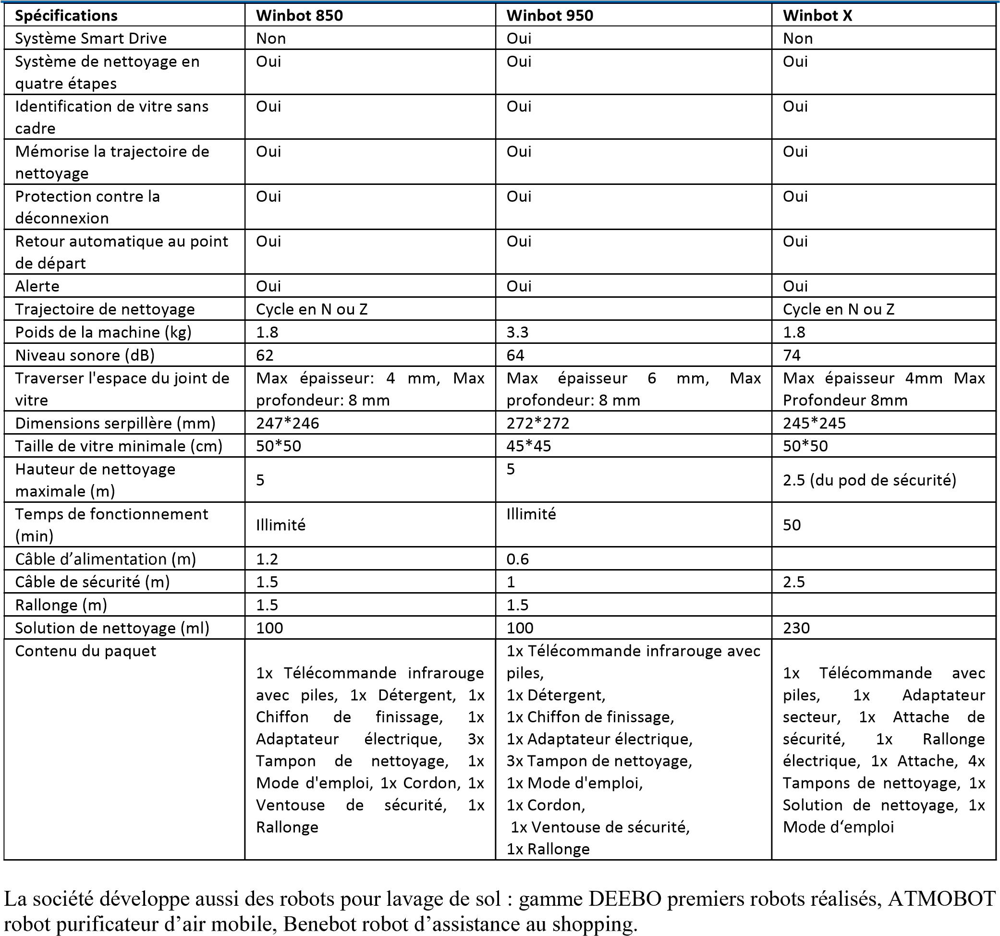 Spécifications Winbot 850 Winbot 950 Winbot X
Système Smart Drive Non Oui Non
Système de nettoyage en Oui Oui Oui
quatre étapes
Identification de vitre sans Oui Oui Oui
cadre
Mémorise la trajectoire de Oui Oui Oui
nettoyage
Protection contre la Oui Oui Oui
déconnexion
Retour automatique au point Oui Oui Oui
de départ
Alerte Oui Oui Oui
Trajectoire de nettoyage Cycle en N ou Z Cycle en N ou Z
Poids de la machine (kg) 1.8 3.3 1.8
Niveau sonore (dB) 62 64 74
Traverser l'espace du joint de Max épaisseur: 4 mm, Max Max épaisseur 6 mm, Max Max épaisseur 4mm Max
vitre profondeur: 8 mm profondeur: 8 mm Profondeur 8mm
Dimensions serpillère (mm) 247*246 272*272 245*245
Taille de vitre minimale (cm) 50*50 45*45 50*50
Hauteur de nettoyage 5
maximale (m) 5 2.5 (du pod de sécurité)
Temps de fonctionnement Illimité
(min) Illimité 50
Câble d’alimentation (m) 1.2 0.6
Câble de sécurité (m) 1.5 1 2.5
Rallonge (m) 1.5 1.5
Solution de nettoyage (ml) 100 100 230
Contenu du paquet
1x Télécommande infrarouge
avec piles, 1x Détergent, 1x
Chiffon de finissage, 1x
Adaptateur électrique, 3x
Tampon de nettoyage, 1x
Mode d'emploi, 1x Cordon, 1x
Ventouse de sécurité, 1x
Rallonge
1x Télécommande infrarouge avec
piles,
1x Détergent,
1x Chiffon de finissage,
1x Adaptateur électrique,
3x Tampon de nettoyage,
1x Mode d'emploi,
1x Cordon,
1x Ventouse de sécurité,
1x Rallonge
1x Télécommande avec
piles, 1x Adaptateur
secteur, 1x Attache de
sécurité, 1x Rallonge
électrique, 1x Attache, 4x
Tampons de nettoyage, 1x
Solution de nettoyage, 1x
Mode d‘emploi
La société développe aussi des robots pour lavage de sol : gamme DEEBO premiers robots réalisés, ATMOBOT
robot purificateur d’air mobile, Benebot robot d’assistance au shopping.